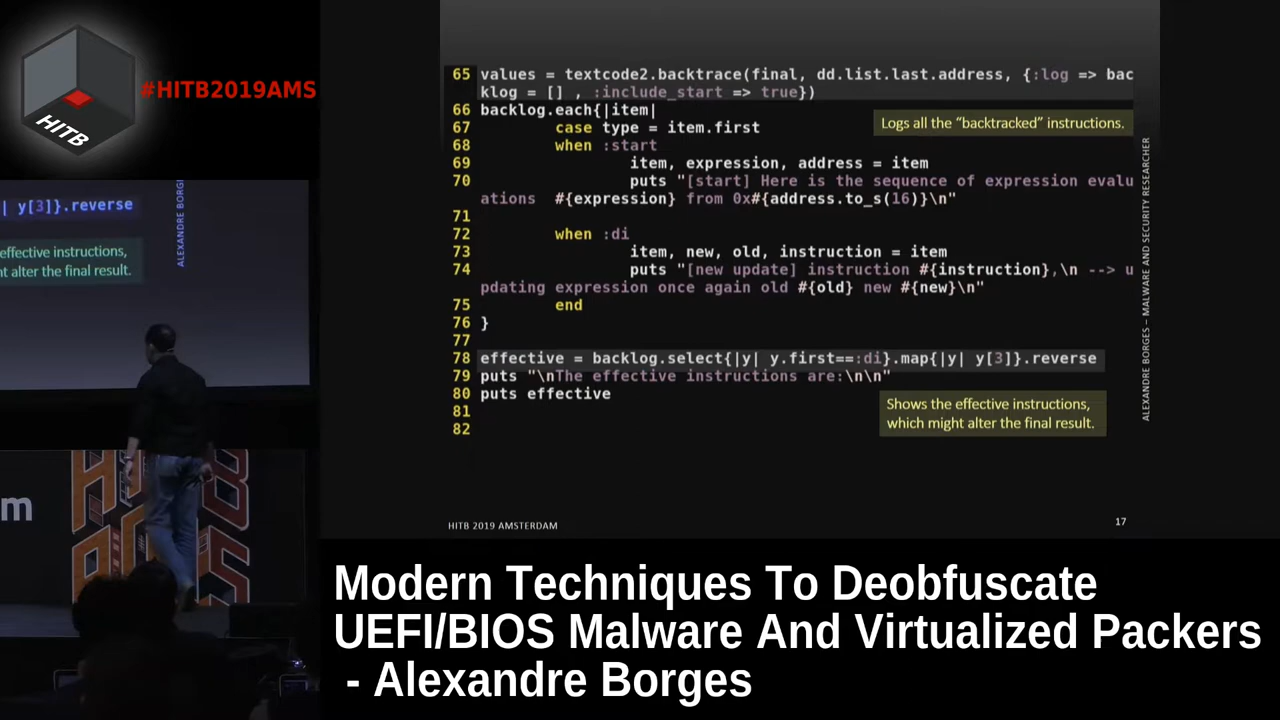 HITB
#HITB2019AMS
| y[3]}.reverse
effective instructions,
t alter the final result.
ALEXANDRE BORG
m
65 values = textcode2.backtrace(final, dd.list.last.address, {:log => bac
klog = [] , :include_start => true})
66 backlog.each{|item|
Logs all the “backtracked” instructions.
67 case type = item.first
68 when :start
69 item, expression, address = item
70 puts "[start] Here is the sequence of expression evalu
ations #{expression} from 0x#{address.to_s(16)}\n"
71
72 when :di
73 item, new, old, instruction = item
74 puts "[new update] instruction #{instruction},\n --> u
pdating expression once again old #{old} new #{new}\n"
75 end
76 }
77
78 effective = backlog.select{|y| y.first==:di}.map{|y| y[3]}.reverse
79 puts "\nThe effective instructions are:\n\n"
80 puts effective
81
82
Shows the effective instructions,
which might alter the final result.
ALEXANDRE BORGES – MALWARE AND SECURITY RESEARCHER
HITB 2019 AMSTERDAM
17
Modern Techniques To Deobfuscate
UEFI/BIOS Malware And Virtualized Packers
- Alexandre Borges